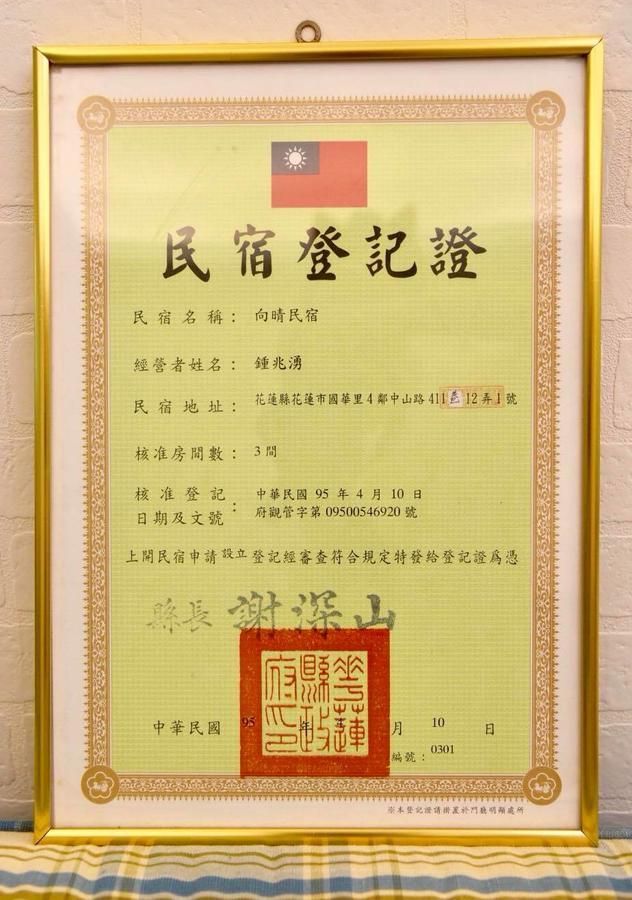 民宿登記證
民宿名稱：向晴民宿
經營者姓名：鍾兆湧
民宿地址：花蓮縣花蓮市國華里4鄰中山路411巷12弄1號
核准房間數：3間
核准登記日期及文號：中華民國 95 年 4 月 10 日
府觀管字第 09500546920 號
上開民宿申請設立登記經審查符合規定特發給登記證為憑
縣長 謝深山
花蓮縣政府印
中華民國 95 年 月 10 日
編號：0301
※本登記證請掛置於門廳明顯處所